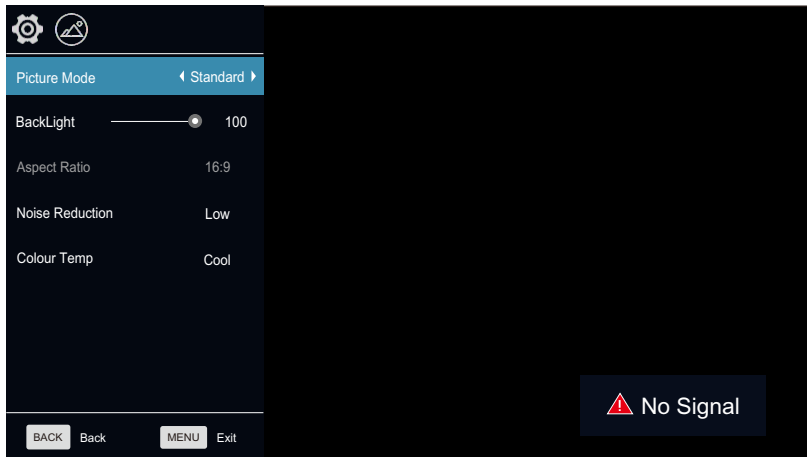 Picture Mode Standard
BackLight 100
Aspect Ratio 16:9
Noise Reduction Low
Colour Temp Cool
No Signal
BACK Back MENU Exit